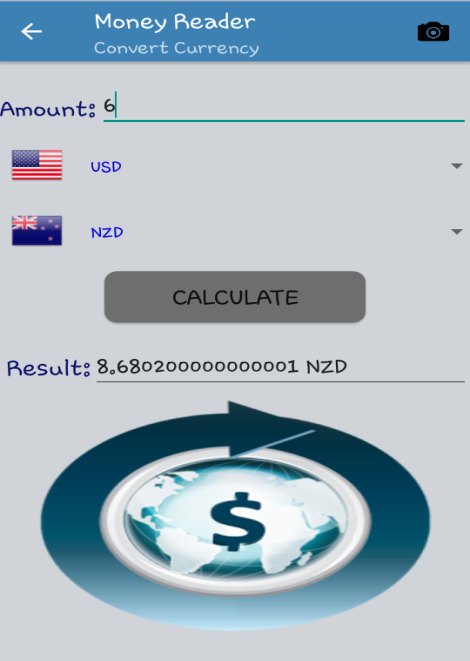 Money Reader
Convert Currency
Amount: 6
USD
NZD
CALCULATE
Result: 8.680200000000001 NZD
$